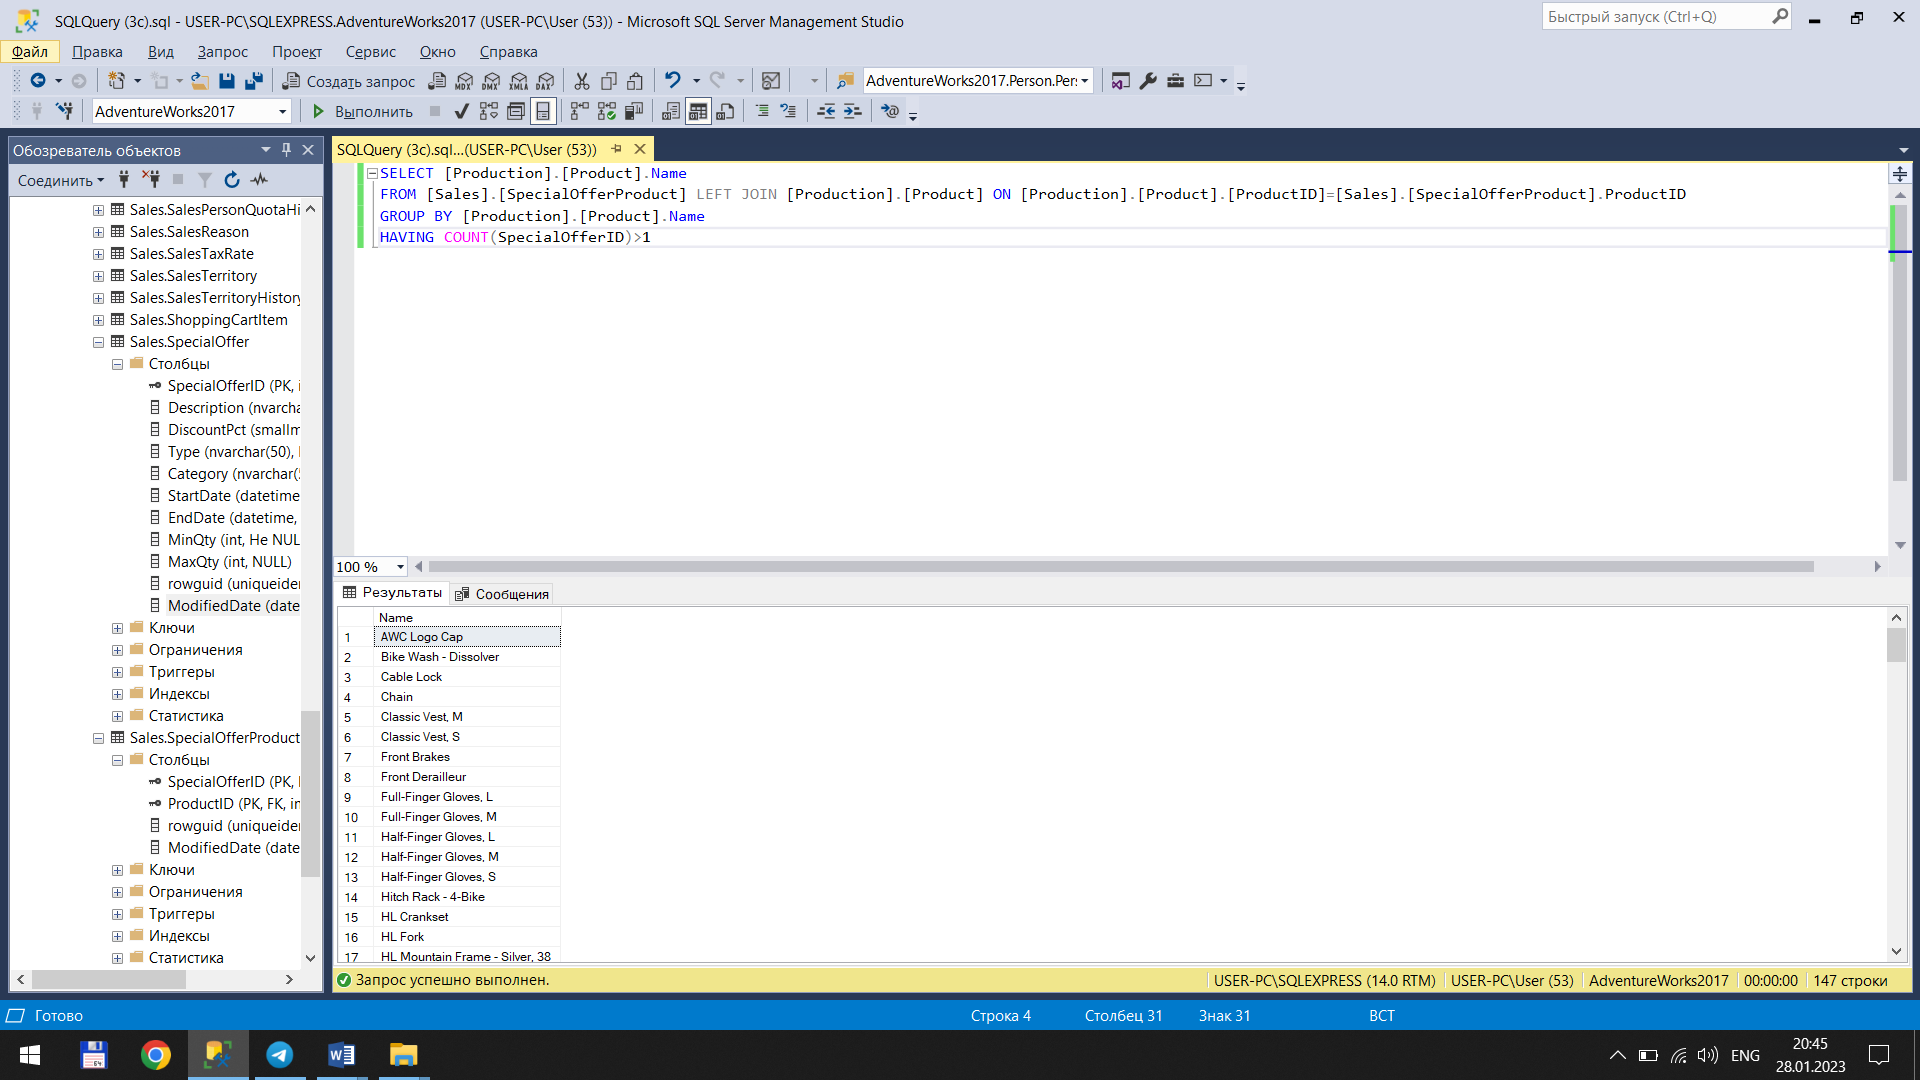 SQLQuery (3c).sql - USER-PC\SQLEXPRESS.AdventureWorks2017 (USER-PC\User (53)) - Microsoft SQL Server Management Studio
Быстрый запуск (Ctrl+Q)
Файл Правка Вид Запрос Проект Сервис Окно Справка
Создать запрос MDX DMX XMLA DAX AdventureWorks2017.Person.Per
AdventureWorks2017 Выполнить
Обозреватель объектов
Соединить
Sales.SalesPersonQuotaHi
Sales.SalesReason
Sales.SalesTaxRate
Sales.SalesTerritory
Sales.SalesTerritoryHistory
Sales.ShoppingCartItem
Sales.SpecialOffer
Столбцы
SpecialOfferID (PK, i
Description (nvarcha
DiscountPct (smallm
Type (nvarchar(50),
Category (nvarchar(5
StartDate (datetime
EndDate (datetime,
MinQty (int, Не NUL
MaxQty (int, NULL)
rowguid (uniqueider
ModifiedDate (date
Ключи
Ограничения
Триггеры
Индексы
Статистика
Sales.SpecialOfferProduct
Столбцы
SpecialOfferID (PK,
ProductID (PK, FK, in
rowguid (uniqueider
ModifiedDate (date
Ключи
Ограничения
Триггеры
Индексы
Статистика
SQLQuery (3c).sql...(USER-PC\User (53))
SELECT [Production].[Product].Name
FROM [Sales].[SpecialOfferProduct] LEFT JOIN [Production].[Product] ON [Production].[Product].[ProductID]=[Sales].[SpecialOfferProduct].ProductID
GROUP BY [Production].[Product].Name
HAVING COUNT(SpecialOfferID)>1
100 %
Результаты Сообщения
Name
1 AWC Logo Cap
2 Bike Wash - Dissolver
3 Cable Lock
4 Chain
5 Classic Vest, M
6 Classic Vest, S
7 Front Brakes
8 Front Derailleur
9 Full-Finger Gloves, L
10 Full-Finger Gloves, M
11 Half-Finger Gloves, L
12 Half-Finger Gloves, M
13 Half-Finger Gloves, S
14 Hitch Rack - 4-Bike
15 HL Crankset
16 HL Fork
17 HL Mountain Frame - Silver, 38
Запрос успешно выполнен. USER-PC\SQLEXPRESS (14.0 RTM) USER-PC\User (53) AdventureWorks2017 00:00:00 147 строки
Готово Строка 4 Столбец 31 Знак 31 ВСТ
ENG
20:45
28.01.2023